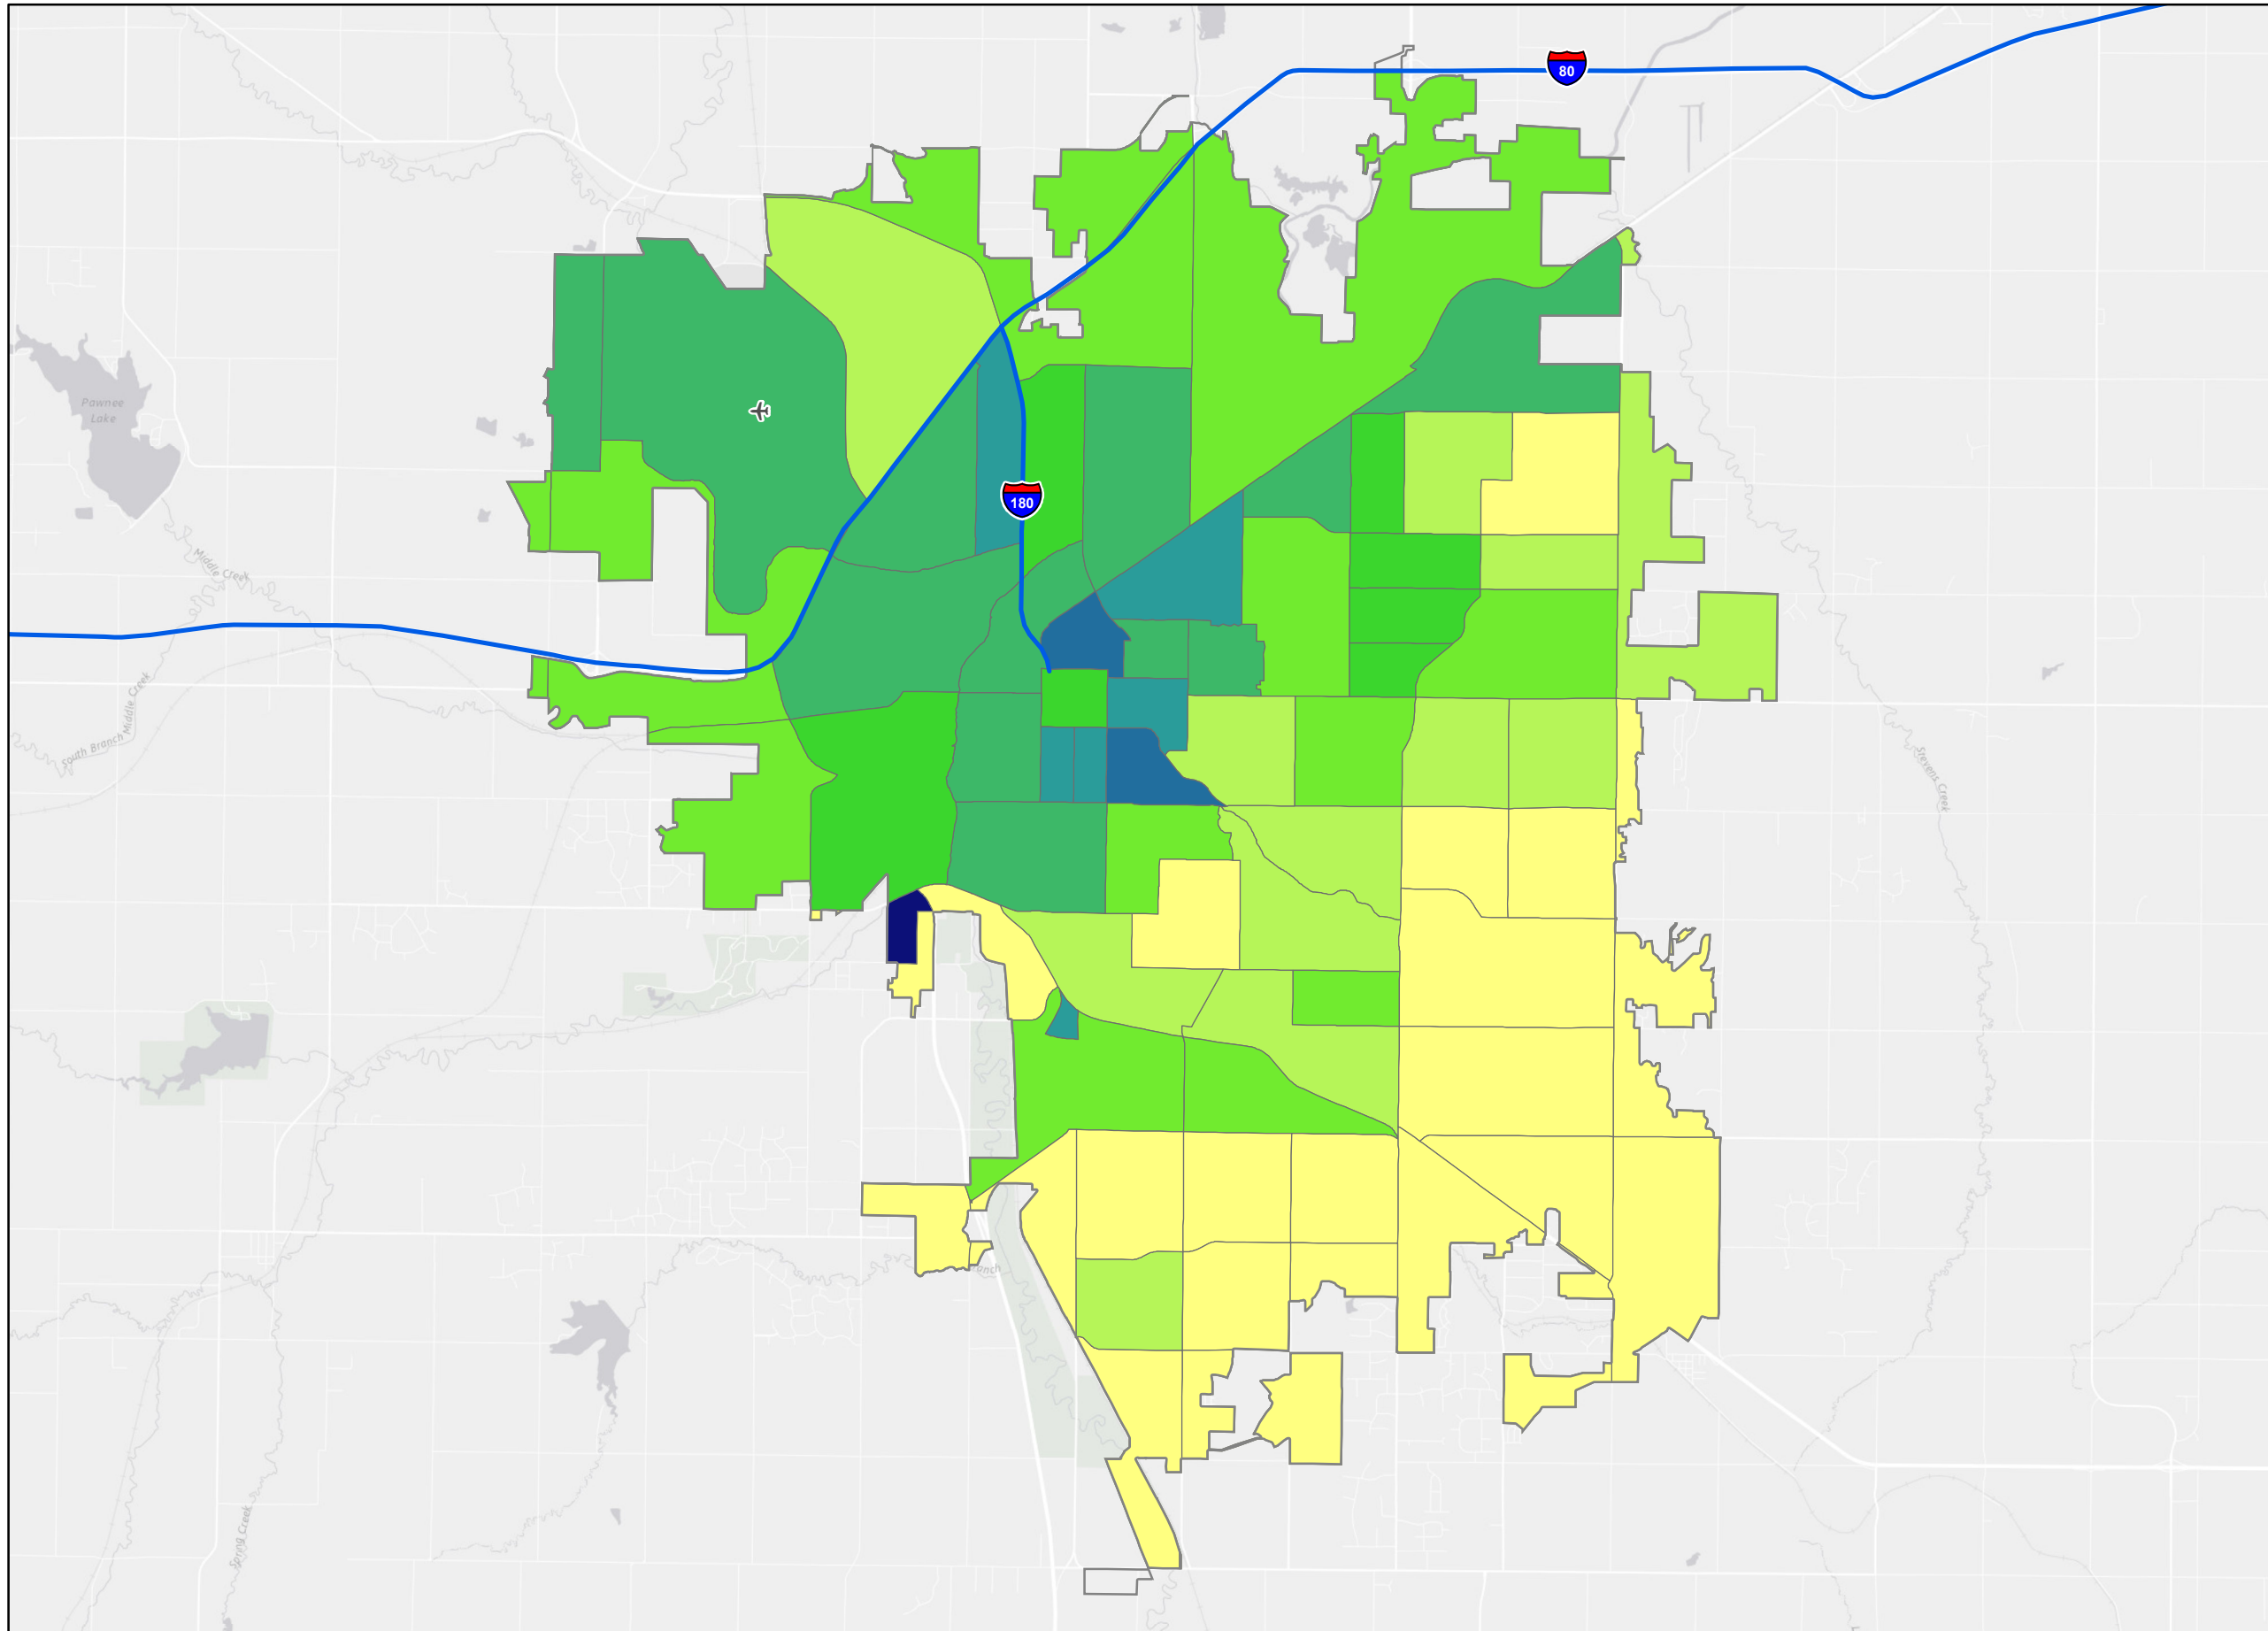 80
Pawnee
Lake
180
Middle Creek
South Branch Middle Creek
Stevens Creek
Spring Creek